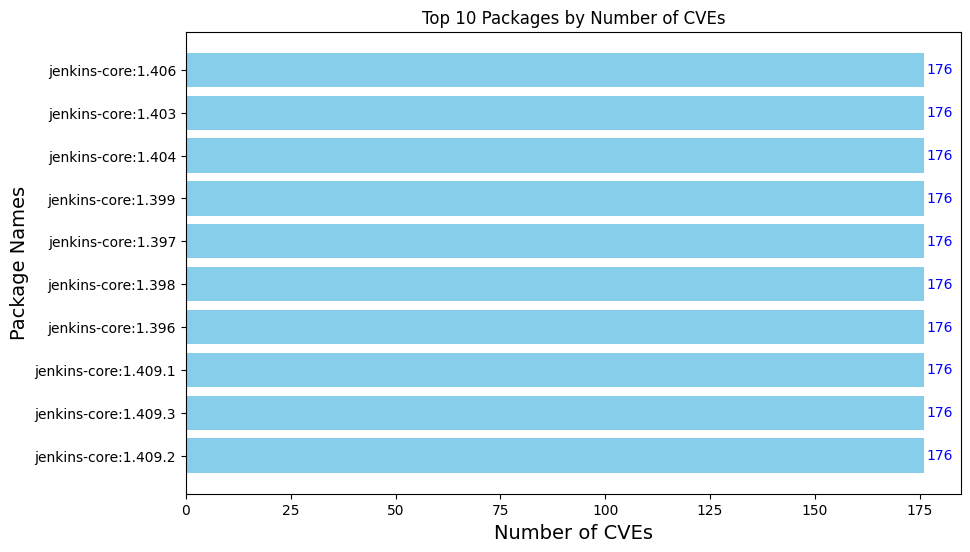 Top 10 Packages by Number of CVEs
Package Names
jenkins-core:1.406 176
jenkins-core:1.403 176
jenkins-core:1.404 176
jenkins-core:1.399 176
jenkins-core:1.397 176
jenkins-core:1.398 176
jenkins-core:1.396 176
jenkins-core:1.409.1 176
jenkins-core:1.409.3 176
jenkins-core:1.409.2 176
0 25 50 75 100 125 150 175
Number of CVEs